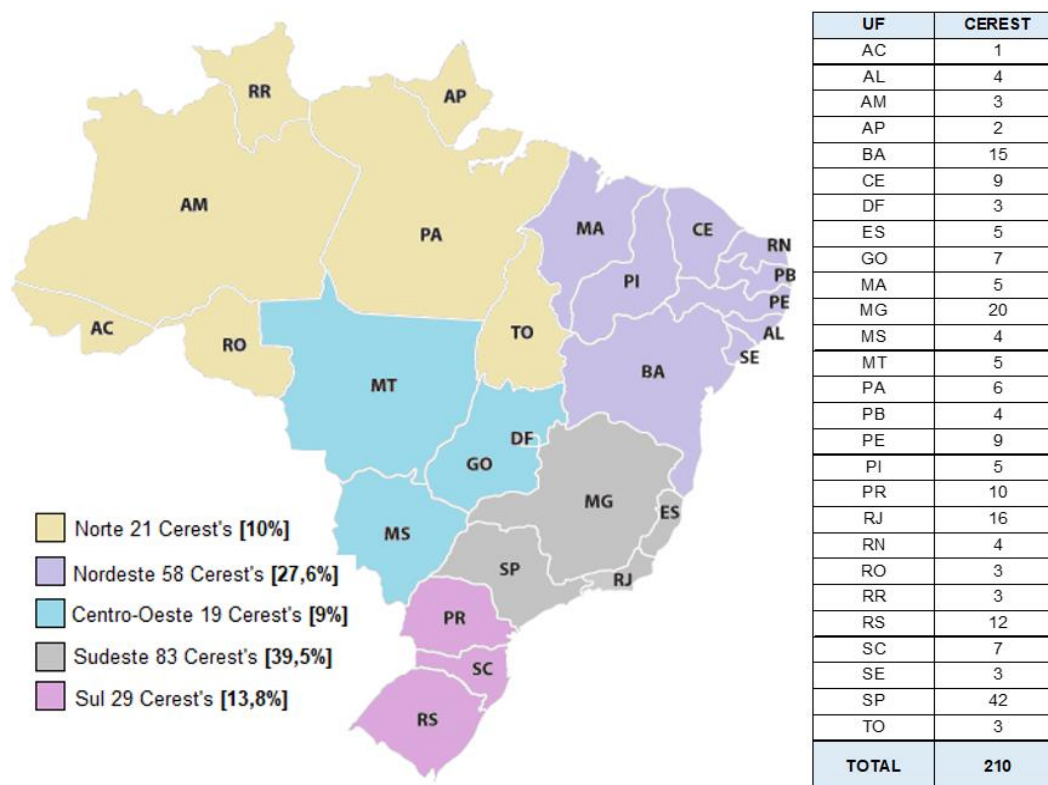 RR
AP
AM
PA
MA
CE
RN
PI
PB
PE
AC
TO
AL
RO
SE
BA
MT
DF
GO
MG
ES
MS
SP
RJ
PR
SC
RS
Norte 21 Cerest's [10%]
Nordeste 58 Cerest's [27,6%]
Centro-Oeste 19 Cerest's [9%]
Sudeste 83 Cerest's [39,5%]
Sul 29 Cerest's [13,8%]
UF CEREST
AC 1
AL 4
AM 3
AP 2
BA 15
CE 9
DF 3
ES 5
GO 7
MA 5
MG 20
MS 4
MT 5
PA 6
PB 4
PE 9
PI 5
PR 10
RJ 16
RN 4
RO 3
RR 3
RS 12
SC 7
SE 3
SP 42
TO 3
TOTAL 210